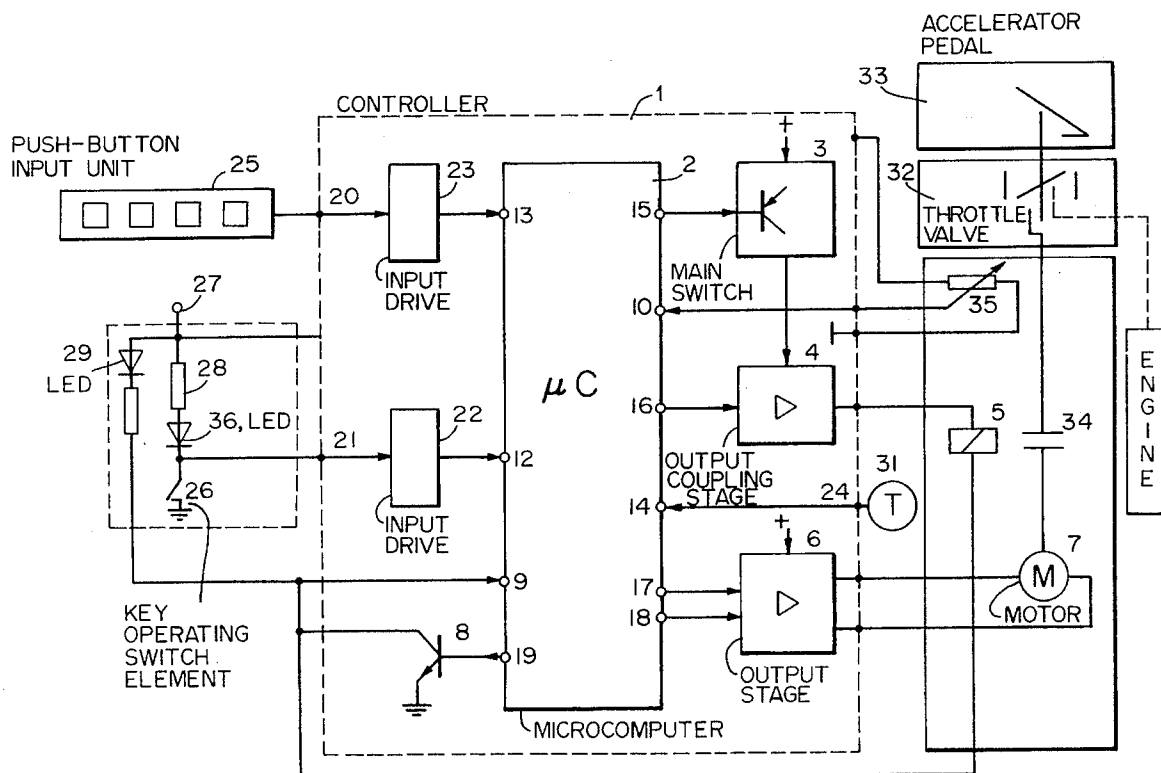 ACCELERATOR
PEDAL
33
CONTROLLER
1
PUSH-BUTTON
INPUT UNIT
25
20
23
13
INPUT DRIVE
2
15
+
3
MAIN
SWITCH
32
THROTTLE
VALVE
35
10
27
29
LED
28
36, LED
21
22
12
INPUT DRIVE
26
μC
4
16
OUTPUT
COUPLING
STAGE
5
34
ENGINE
31
24
T
14
+
6
17
18
7
M
MOTOR
OUTPUT
STAGE
9
8
19
KEY
OPERATING
SWITCH
ELEMENT
MICROCOMPUTER